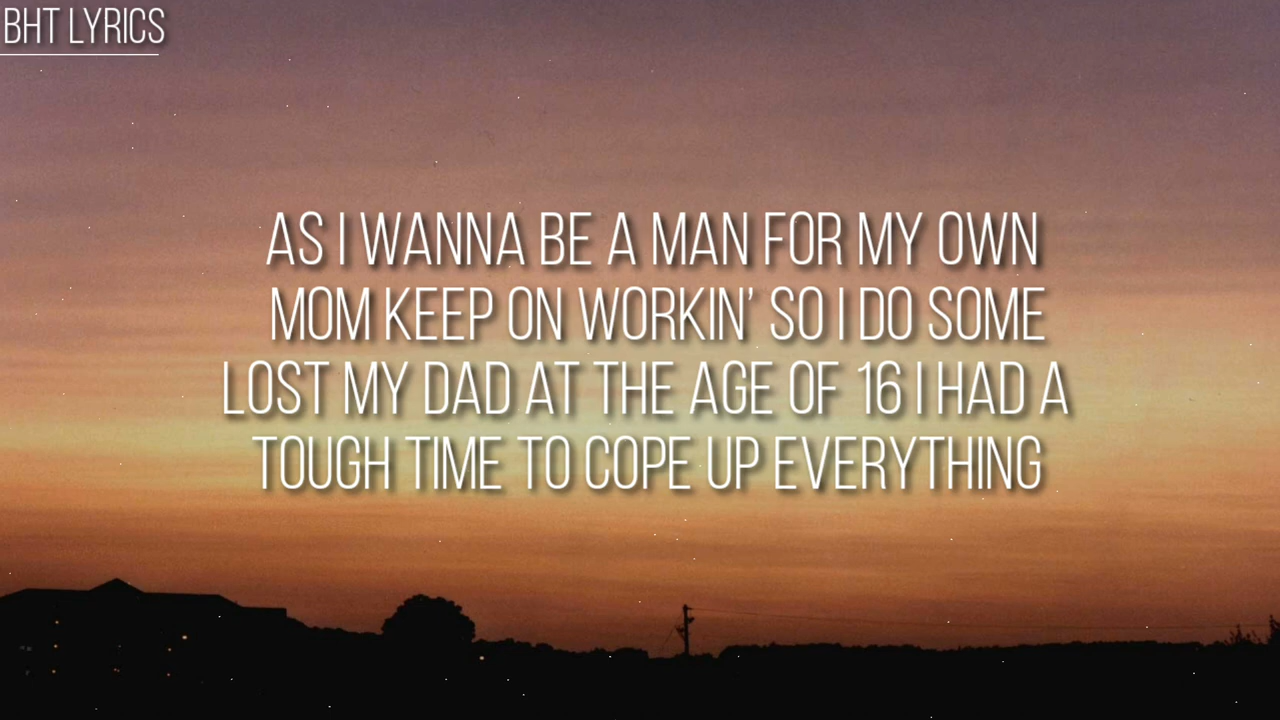 BHT LYRICS
AS I WANNA BE A MAN FOR MY OWN
MOM KEEP ON WORKIN' SO I DO SOME
LOST MY DAD AT THE AGE OF 16 I HAD A
TOUGH TIME TO COPE UP EVERYTHING